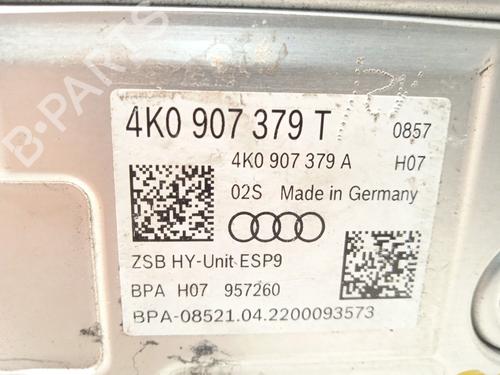 B-PARTS
4K0 907 379 T 0857
4K0 907 379 A H07
02S Made in Germany
ZSB HY-Unit ESP9
BPA H07 957260
BPA-08521.04.2200093573